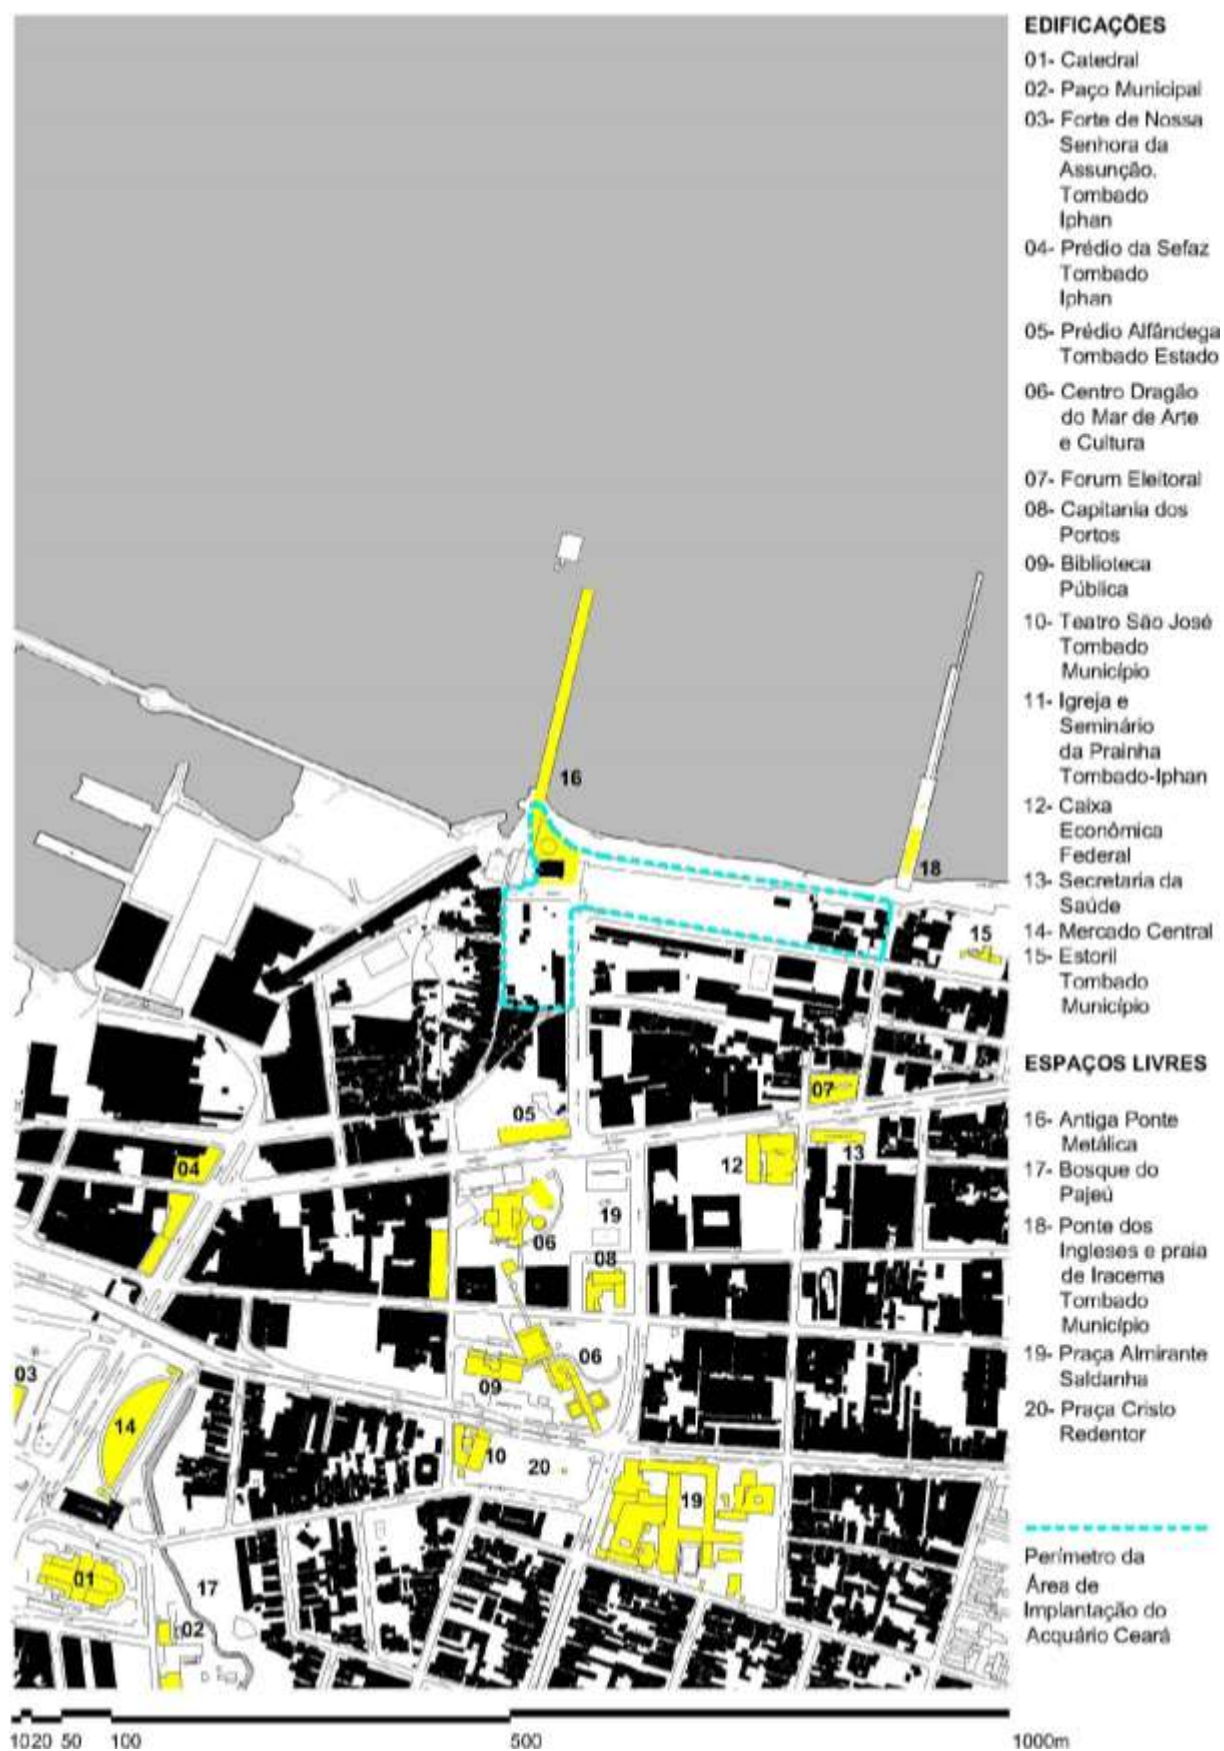 EDIFICAÇÕES
01- Catedral
02- Paço Municipal
03- Forte de Nossa
Senhora da
Assunção.
Tombado
Iphan
04- Prédio da Sefaz
Tombado
Iphan
05- Prédio Alfândega
Tombado Estado
06- Centro Dragão
do Mar de Arte
e Cultura
07- Forum Eleitoral
08- Capitania dos
Portos
09- Biblioteca
Pública
10- Teatro São José
Tombado
Município
11- Igreja e
Seminário
da Prainha
Tombado-Iphan
12- Caixa
Econômica
Federal
13- Secretaria da
Saúde
14- Mercado Central
15- Estoril
Tombado
Município
ESPAÇOS LIVRES
16- Antiga Ponte
Metálica
17- Bosque do
Pajeú
18- Ponte dos
Ingleses e praia
de Iracema
Tombado
Município
19- Praça Almirante
Saldanha
20- Praça Cristo
Redentor
Perímetro da
Área de
Implantação do
Acquário Ceará
16
18
15
07
05
13
04
12
19
06
08
06
03
09
14
10
20
19
01
17
02
10 20 50 100 500 1000m